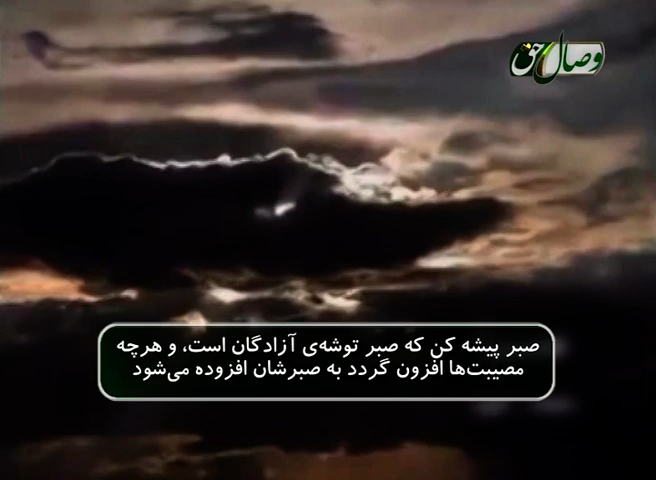 وصال حق
صبر پیشه کن که صبر توشه‌ی آزادگان است، و هرچه
مصیبت‌ها افزون گردد به صبرشان افزوده می‌شود